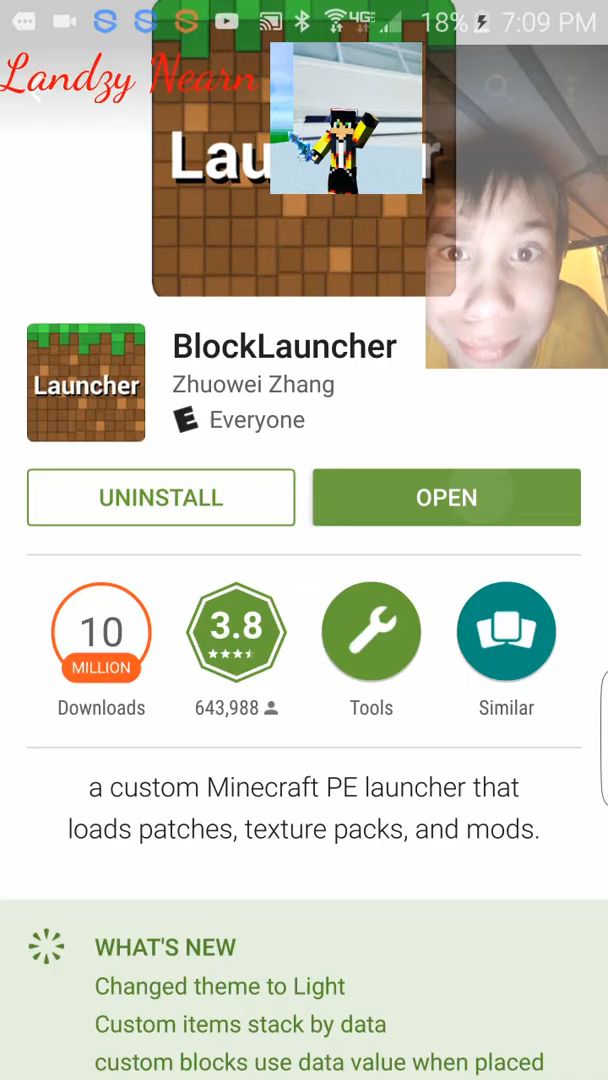 18% 7:09 PM
Landzy Nearn
BlockLauncher
Launcher
Zhuowei Zhang
E Everyone
UNINSTALL
OPEN
10
MILLION
3.8
Downloads
643,988
Tools
Similar
a custom Minecraft PE launcher that
loads patches, texture packs, and mods.
WHAT'S NEW
Changed theme to Light
Custom items stack by data
custom blocks use data value when placed